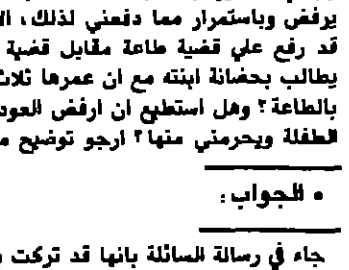 يرفض وباستمرار مما دفعني لذلك، الا
قد رفع علي قضية طاعة مقابل قضية
يطالب بحضانة ابنته مع ان عمرها ثلاث
بالطاعة؟ وهل استطيع ان ارفض العود
الطفلة ويحرمني منها؟ ارجو توضيح
• الجواب:
جاء في رسالة السائلة بانها قد تركت